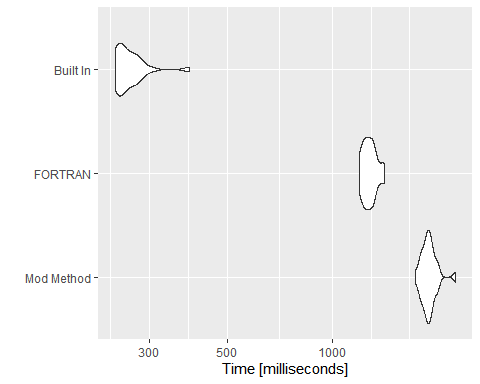 Built In
FORTRAN
Mod Method
300 500 1000
Time [milliseconds]